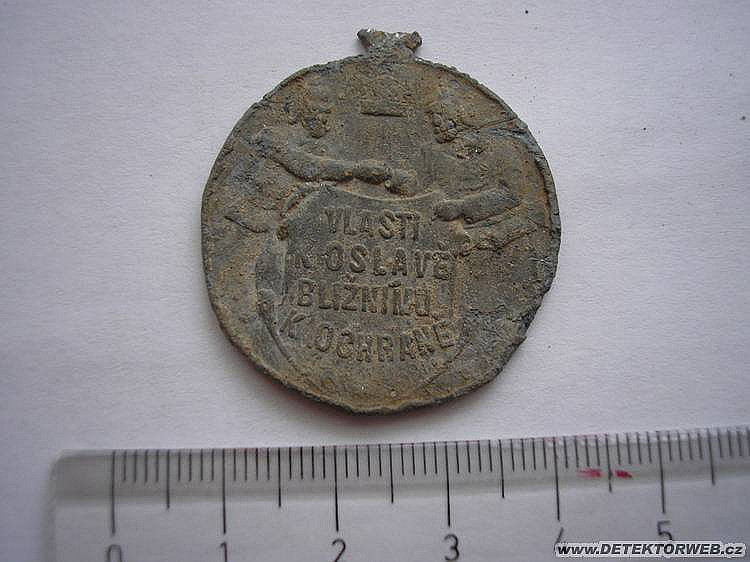 VLASTI
K OSLAVĚ
BLIŽNÍMU
K OCHRANĚ
0 1 2 3 4 5
www.DETEKTORWEB.cz